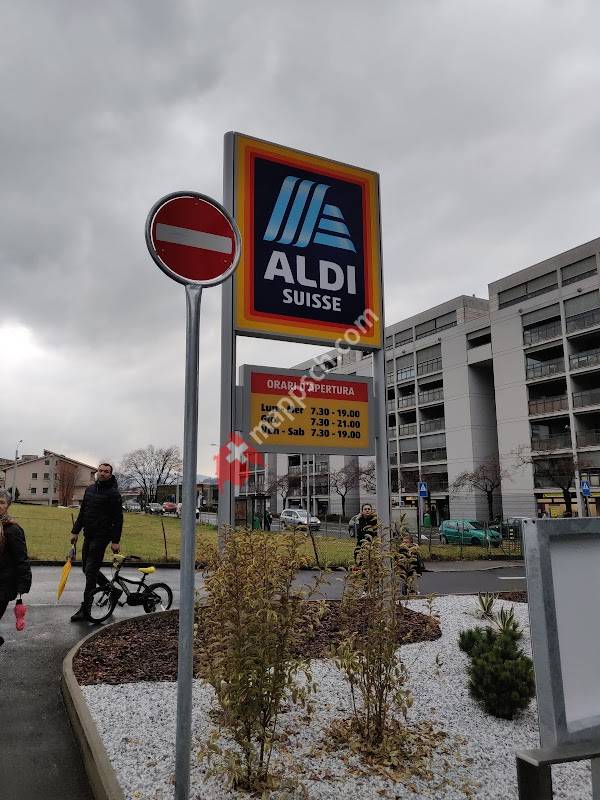 ALDI
SUISSE
ORARI D'APERTURA
Lun - Mer 7.30 - 19.00
Gio 7.30 - 21.00
Ven - Sab 7.30 - 19.00
mappsch.com